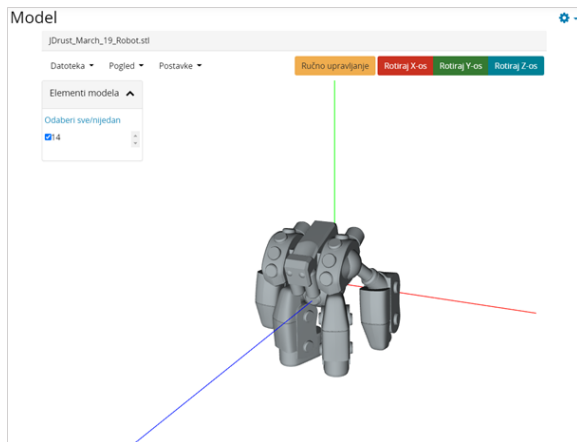 Model
JDrust_March_19_Robot.stl
Datoteka Pogled Postavke Ručno upravljanje Rotiraj X-os Rotiraj Y-os Rotiraj Z-os
Elementi modela
Odaberi sve/nijedan
14